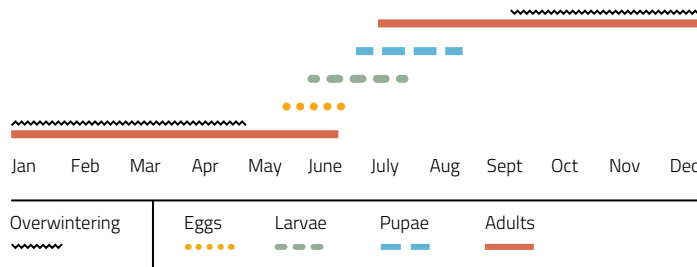 Jan Feb Mar Apr May June July Aug Sept Oct Nov Dec
Overwintering Eggs Larvae Pupae Adults